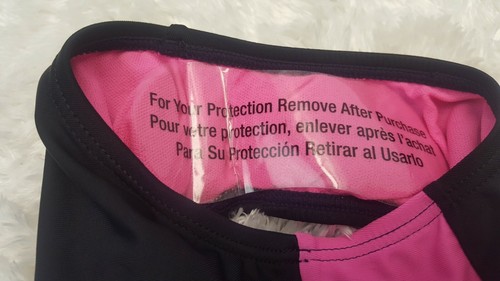 For Your Protection Remove After Purchase
Pour votre protection, enlever après l'achat
Para Su Protección Retirar al Usarlo